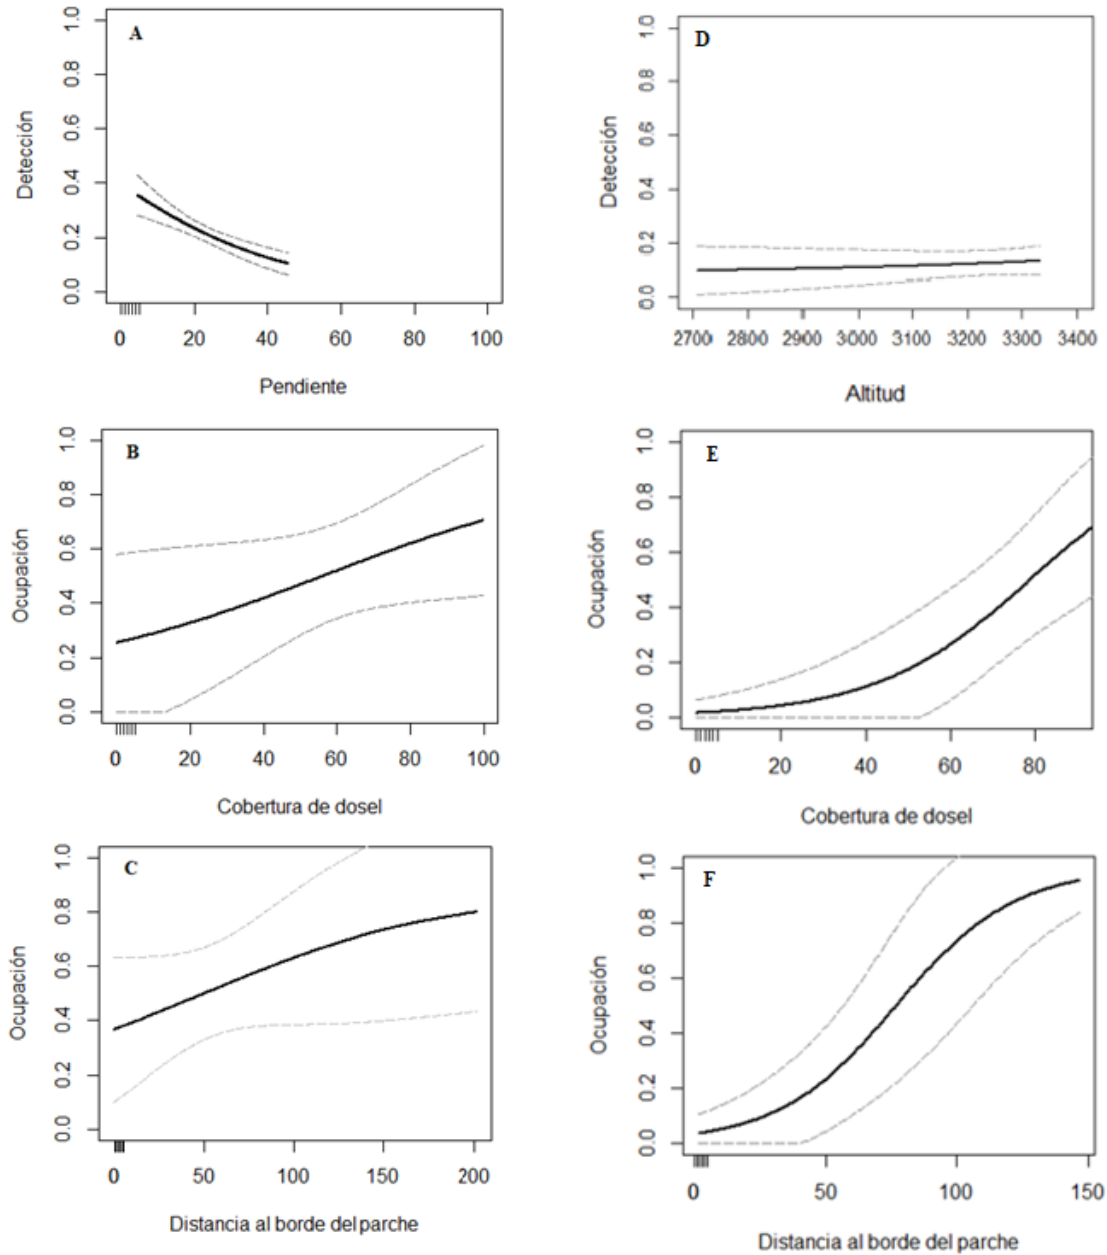 A
Detección
0.0 0.2 0.4 0.6 0.8 1.0
0 20 40 60 80 100
Pendiente
D
Detección
0.0 0.2 0.4 0.6 0.8 1.0
2700 2800 2900 3000 3100 3200 3300 3400
Altitud
B
Ocupación
0.0 0.2 0.4 0.6 0.8 1.0
0 20 40 60 80 100
Cobertura de dosel
E
Ocupación
0.0 0.2 0.4 0.6 0.8 1.0
0 20 40 60 80
Cobertura de dosel
C
Ocupación
0.0 0.2 0.4 0.6 0.8 1.0
0 50 100 150 200
Distancia al borde del parche
F
Ocupación
0.0 0.2 0.4 0.6 0.8 1.0
0 50 100 150
Distancia al borde del parche